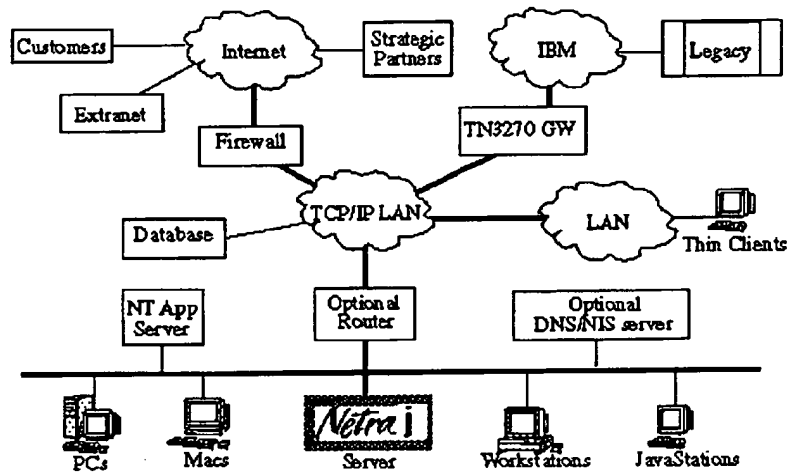 Customers
Internet
Strategic
Partners
IBM
Legacy
Extranet
Firewall
TN3270 GW
TCP/IP LAN
Database
LAN
Thin Clients
NT App
Server
Optional
Router
Optional
DNS/NIS server
PCs
Macs
Netra j
Server
Workstations
JavaStations